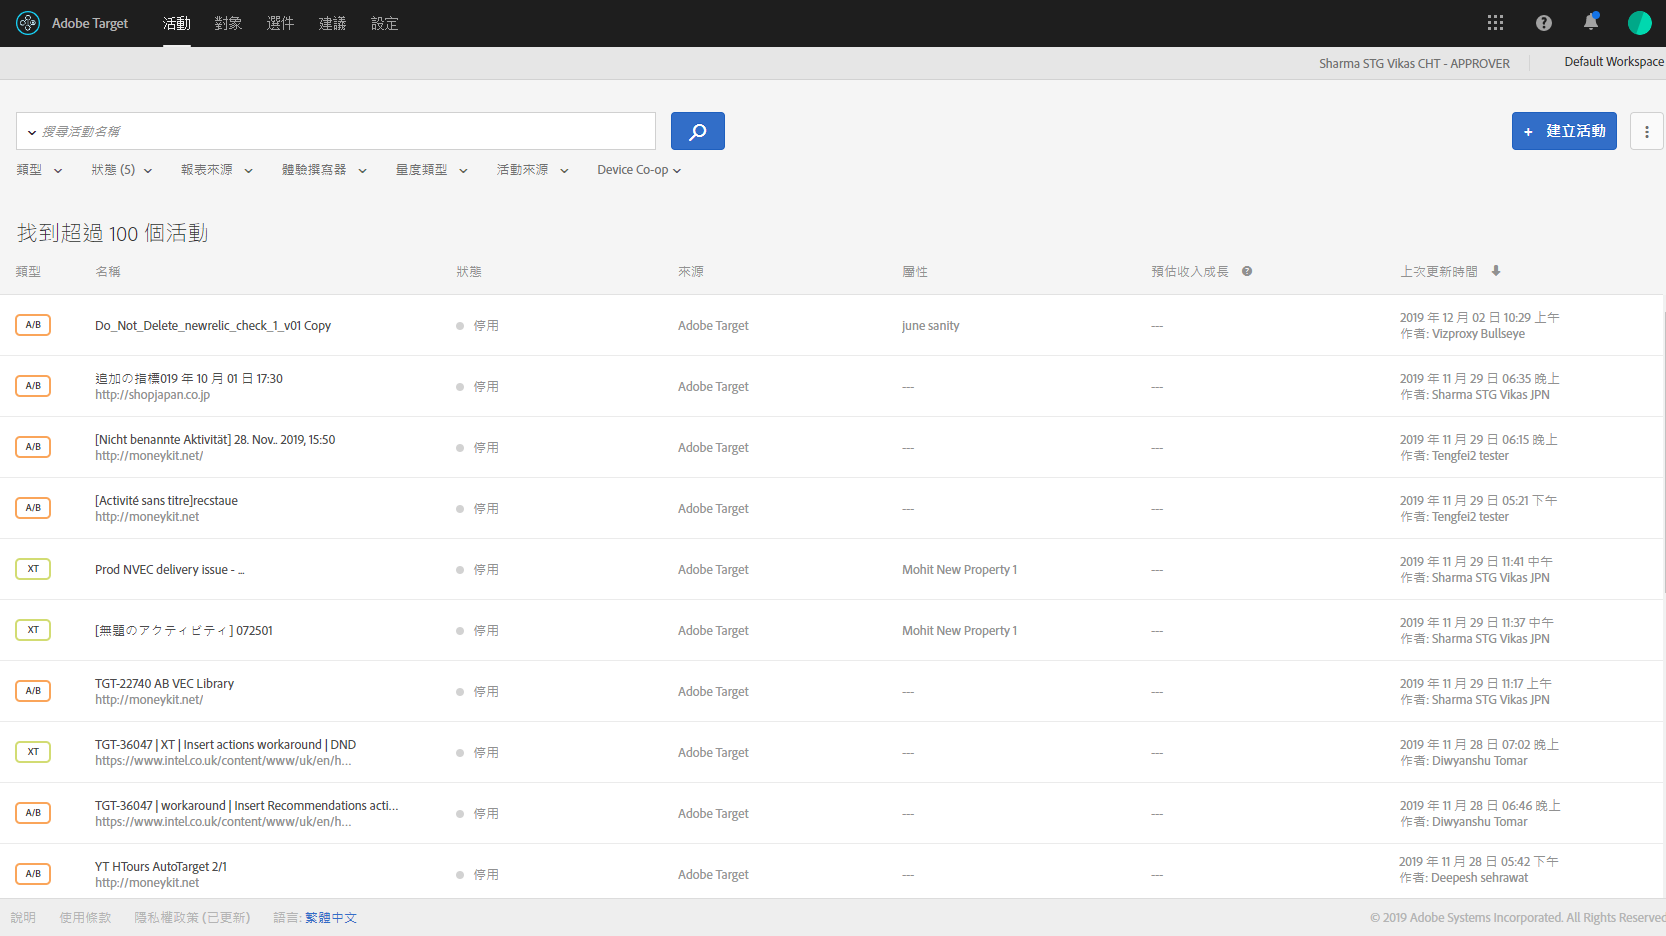 Adobe Target 活動 對象 選件 建議 設定
Sharma STG Vikas CHT - APPROVER Default Workspace
搜尋活動名稱
+ 建立活動
類型 狀態 (5) 報表來源 體驗撰寫器 量度類型 活動來源 Device Co-op
找到超過 100 個活動
類型 名稱 狀態 來源 屬性 預估收入成長 上次更新時間
A/B Do_Not_Delete_newrelic_check_1_v01 Copy 停用 Adobe Target june sanity --- 2019 年 12 月 02 日 10:29 上午
作者: Vizproxy Bullseye
A/B 追加の指標019 年 10 月 01 日 17:30 停用 Adobe Target --- --- 2019 年 11 月 29 日 06:35 晚上
http://shopjapan.co.jp 作者: Sharma STG Vikas JPN
A/B [Nicht benannte Aktivität] 28. Nov.. 2019, 15:50 停用 Adobe Target --- --- 2019 年 11 月 29 日 06:15 晚上
http://moneykit.net/ 作者: Tengfei2 tester
A/B [Activité sans titre]recstaue 停用 Adobe Target --- --- 2019 年 11 月 29 日 05:21 下午
http://moneykit.net 作者: Tengfei2 tester
XT Prod NVEC delivery issue - ... 停用 Adobe Target Mohit New Property 1 --- 2019 年 11 月 29 日 11:41 中午
作者: Sharma STG Vikas JPN
XT [無題のアクティビティ] 072501 停用 Adobe Target Mohit New Property 1 --- 2019 年 11 月 29 日 11:37 中午
作者: Sharma STG Vikas JPN
A/B TGT-22740 AB VEC Library 停用 Adobe Target --- --- 2019 年 11 月 29 日 11:17 上午
http://moneykit.net/ 作者: Sharma STG Vikas JPN
XT TGT-36047 | XT | Insert actions workaround | DND 停用 Adobe Target --- --- 2019 年 11 月 28 日 07:02 晚上
https://www.intel.co.uk/content/www/uk/en/h... 作者: Diwyanshu Tomar
A/B TGT-36047 | workaround | Insert Recommendations acti... 停用 Adobe Target --- --- 2019 年 11 月 28 日 06:46 晚上
https://www.intel.co.uk/content/www/uk/en/h... 作者: Diwyanshu Tomar
A/B YT HTours AutoTarget 2/1 停用 Adobe Target --- --- 2019 年 11 月 28 日 05:42 下午
http://moneykit.net 作者: Deepesh sehrawat
說明 使用條款 隱私權政策 (已更新) 語言: 繁體中文 © 2019 Adobe Systems Incorporated. All Rights Reserved